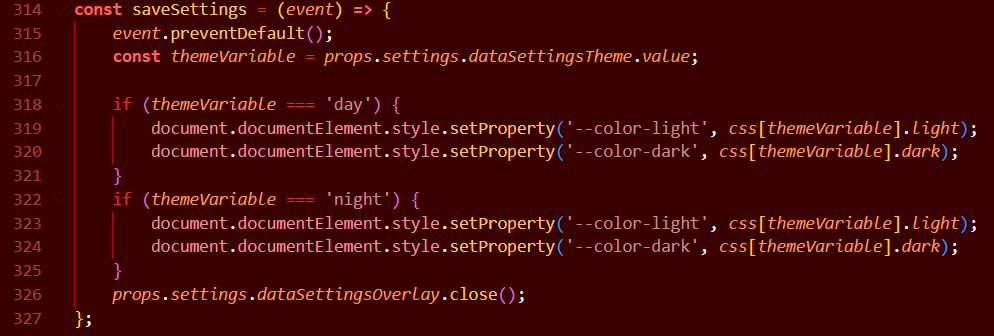 314 const saveSettings = (event) => {
315 event.preventDefault();
316 const themeVariable = props.settings.dataSettingsTheme.value;
317
318 if (themeVariable === 'day') {
319 document.documentElement.style.setProperty('--color-light', css[themeVariable].light);
320 document.documentElement.style.setProperty('--color-dark', css[themeVariable].dark);
321 }
322 if (themeVariable === 'night') {
323 document.documentElement.style.setProperty('--color-light', css[themeVariable].light);
324 document.documentElement.style.setProperty('--color-dark', css[themeVariable].dark);
325 }
326 props.settings.dataSettingsOverlay.close();
327 };